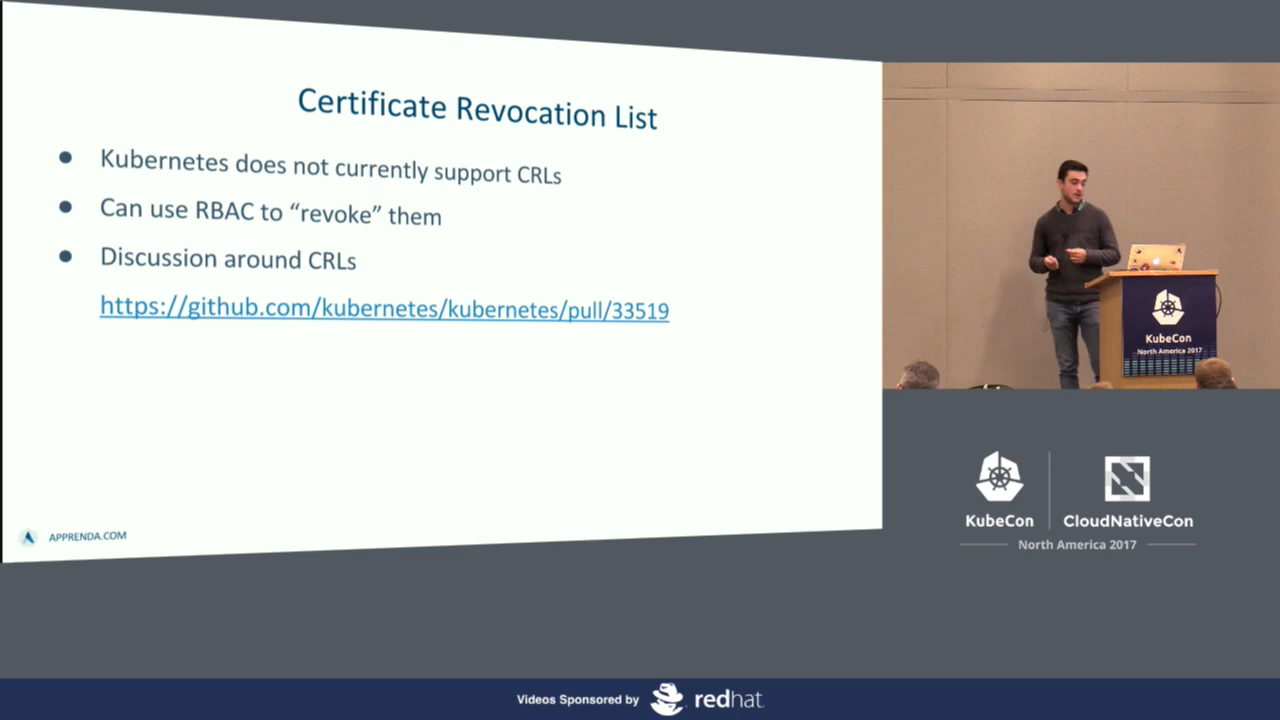 Certificate Revocation List
Kubernetes does not currently support CRLs
Can use RBAC to “revoke” them
Discussion around CRLs
https://github.com/kubernetes/kubernetes/pull/33519
APPRENDA.COM
KubeCon
North America 2017
KubeCon
CloudNativeCon
North America 2017
Videos Sponsored by redhat.